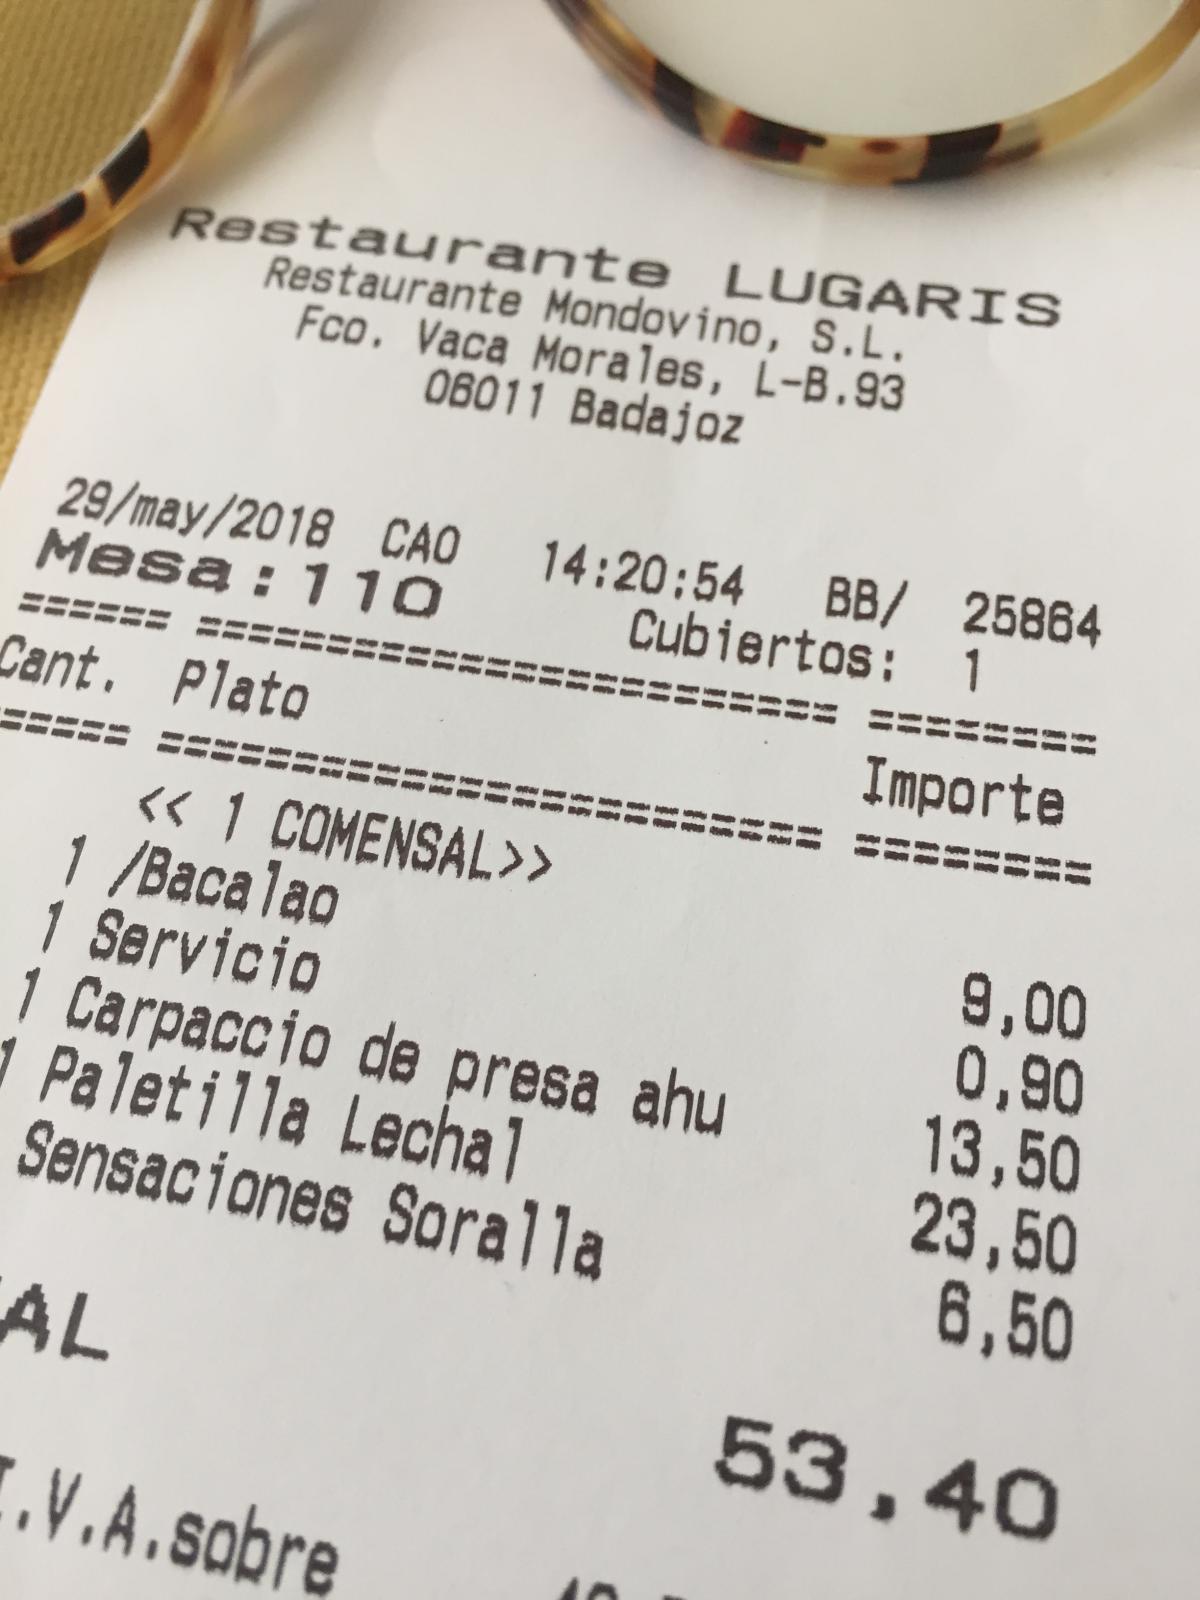 Restaurante LUGARIS
Restaurante Mondovino, S.L.
Fco. Vaca Morales, L-B.93
06011 Badajoz
29/may/2018 CAO 14:20:54 BB/ 25864
Mesa:110 Cubiertos: 1
====== ======================== ========
Cant. Plato Importe
===== ========================= ========
<< 1 COMENSAL>>
1 /Bacalao 9,00
1 Servicio 0,90
1 Carpaccio de presa ahu 13,50
1 Paletilla Lechal 23,50
Sensaciones Soralla 6,50
AL 53,40
I.V.A.sobre